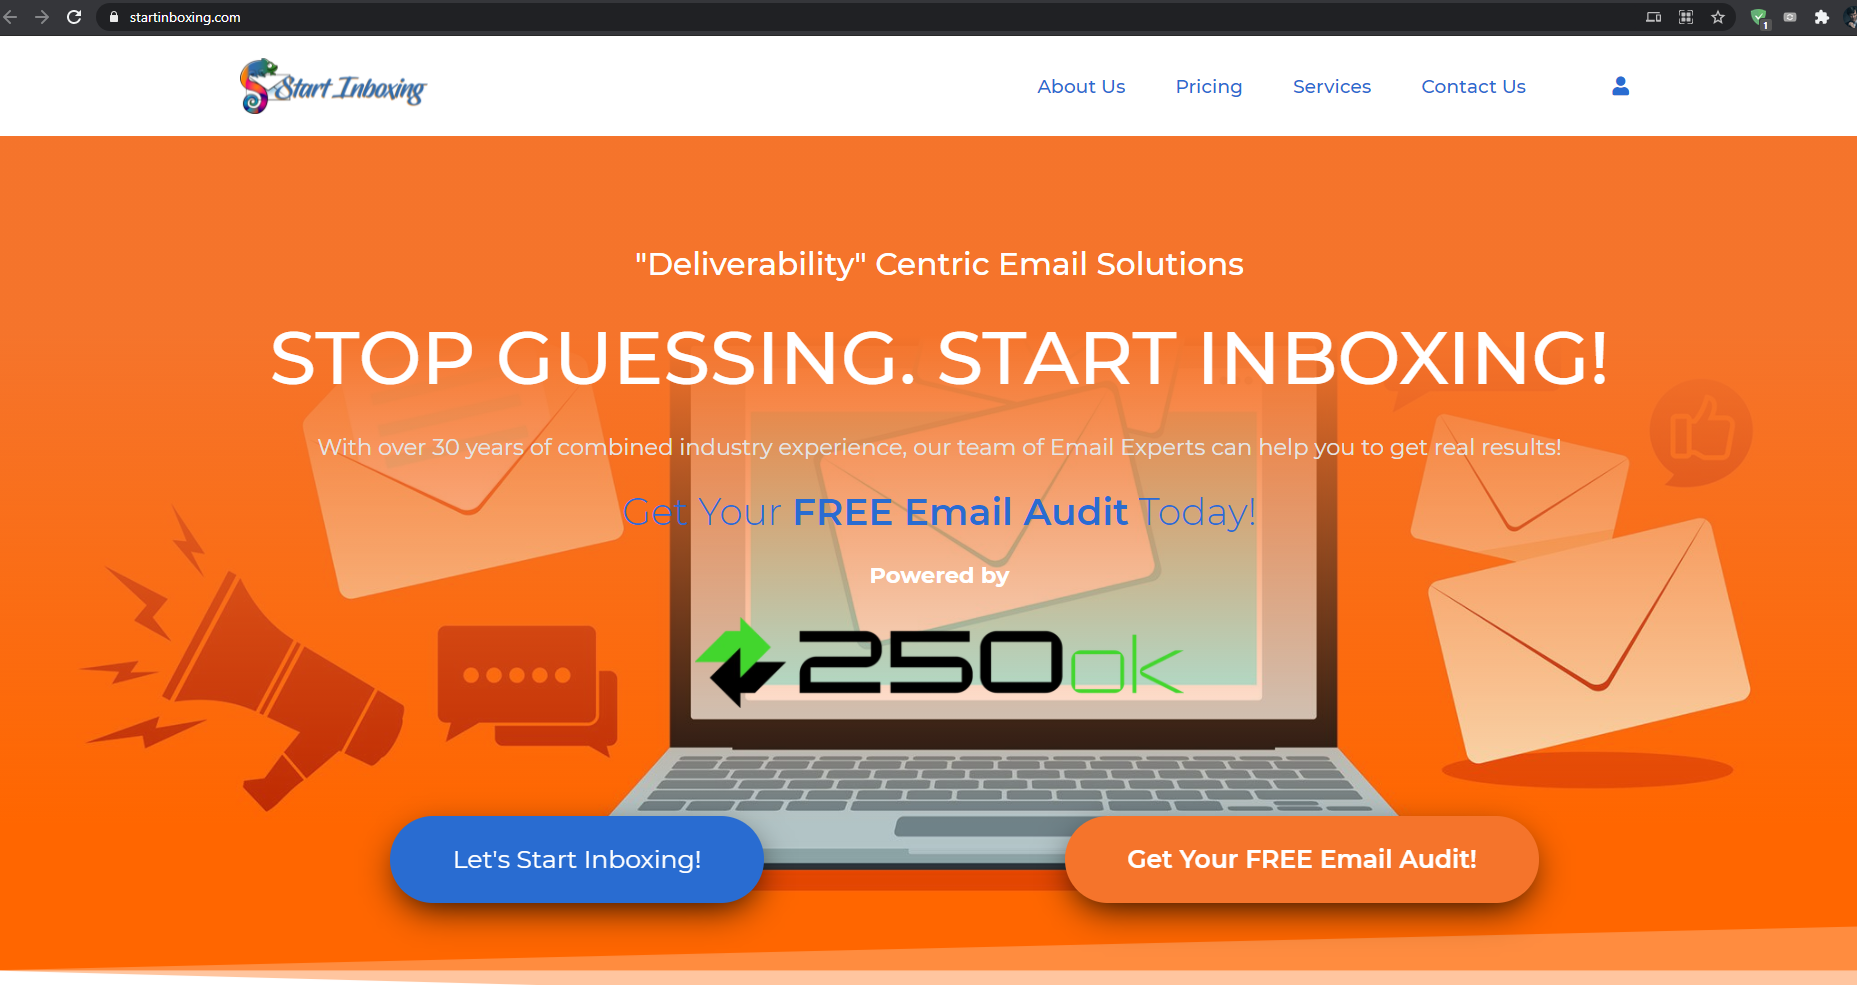 startinboxing.com
1
Start Inboxing
About Us Pricing Services Contact Us
"Deliverability" Centric Email Solutions
STOP GUESSING. START INBOXING!
With over 30 years of combined industry experience, our team of Email Experts can help you to get real results!
Get Your FREE Email Audit Today!
Powered by
250ok
Let's Start Inboxing!
Get Your FREE Email Audit!